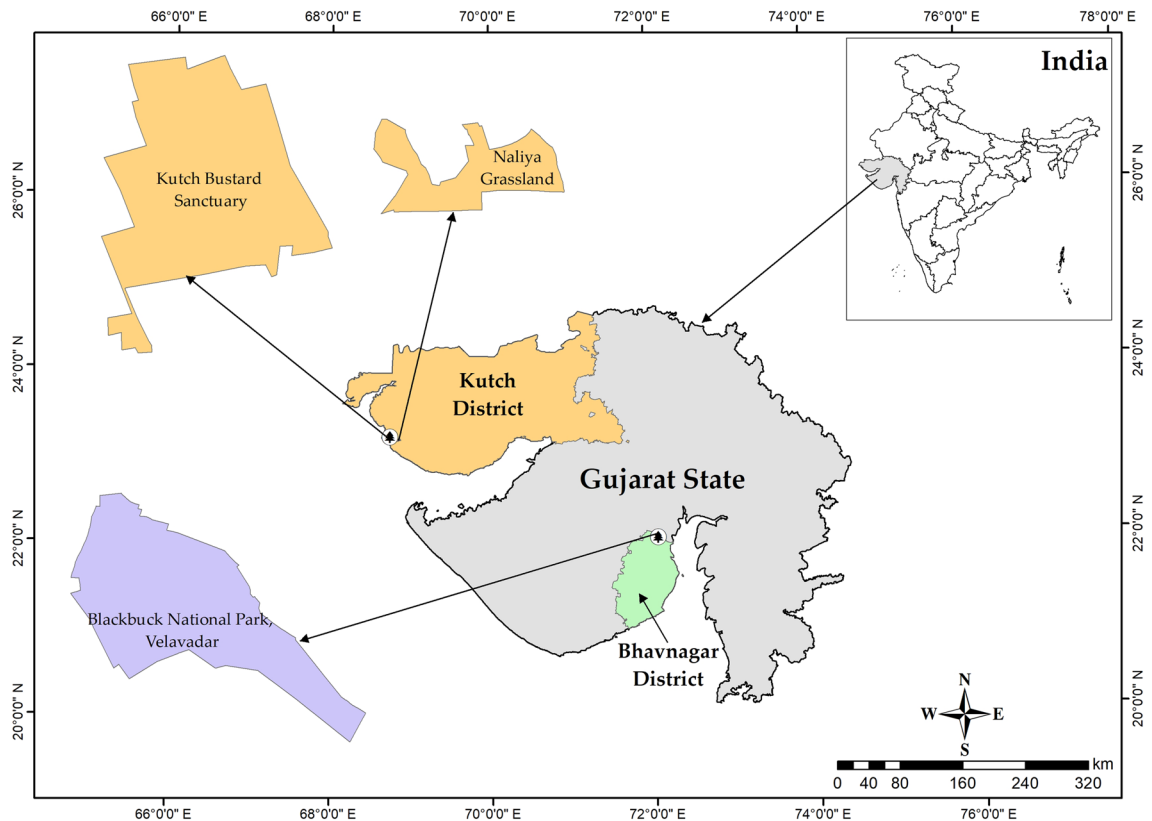 66°0'0" E
68°0'0" E
70°0'0" E
72°0'0" E
74°0'0" E
76°0'0" E
78°0'0" E
India
Kutch Bustard
Sanctuary
Naliya
Grassland
26°0'0" N
26°0'0" N
24°0'0" N
24°0'0" N
Kutch
District
Gujarat State
22°0'0" N
22°0'0" N
Blackbuck National Park,
Velavadar
Bhavnagar
District
20°0'0" N
20°0'0" N
N
W
E
S
km
0
40
80
160
240
320
66°0'0" E
68°0'0" E
70°0'0" E
72°0'0" E
74°0'0" E
76°0'0" E